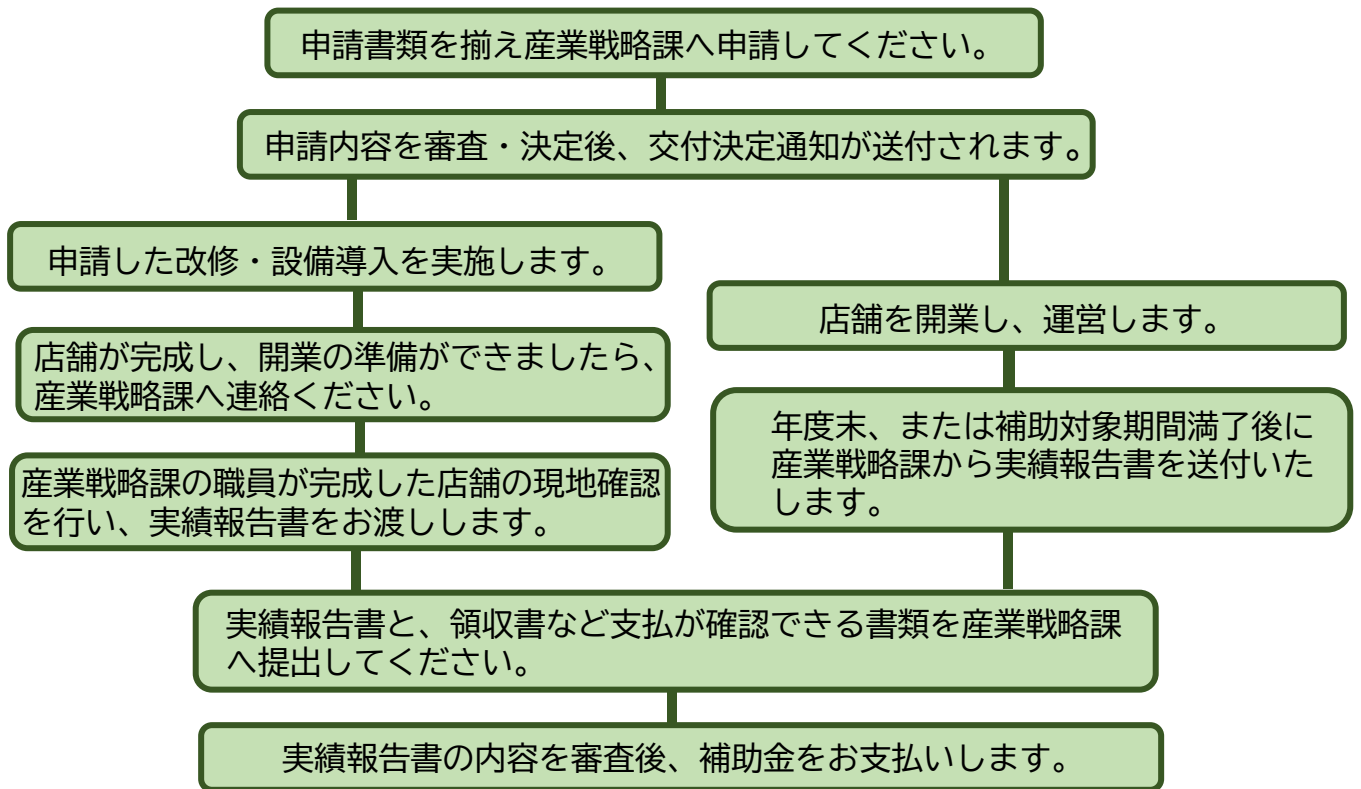 申請書類を揃え産業戦略課へ申請してください。
申請内容を審査・決定後、交付決定通知が送付されます。
申請した改修・設備導入を実施します。
店舗が完成し、開業の準備ができましたら、
産業戦略課へ連絡ください。
産業戦略課の職員が完成した店舗の現地確認
を行い、実績報告書をお渡しします。
店舗を開業し、運営します。
年度末、または補助対象期間満了後に
産業戦略課から実績報告書を送付いた
します。
実績報告書と、領収書など支払が確認できる書類を産業戦略課
へ提出してください。
実績報告書の内容を審査後、補助金をお支払いします。